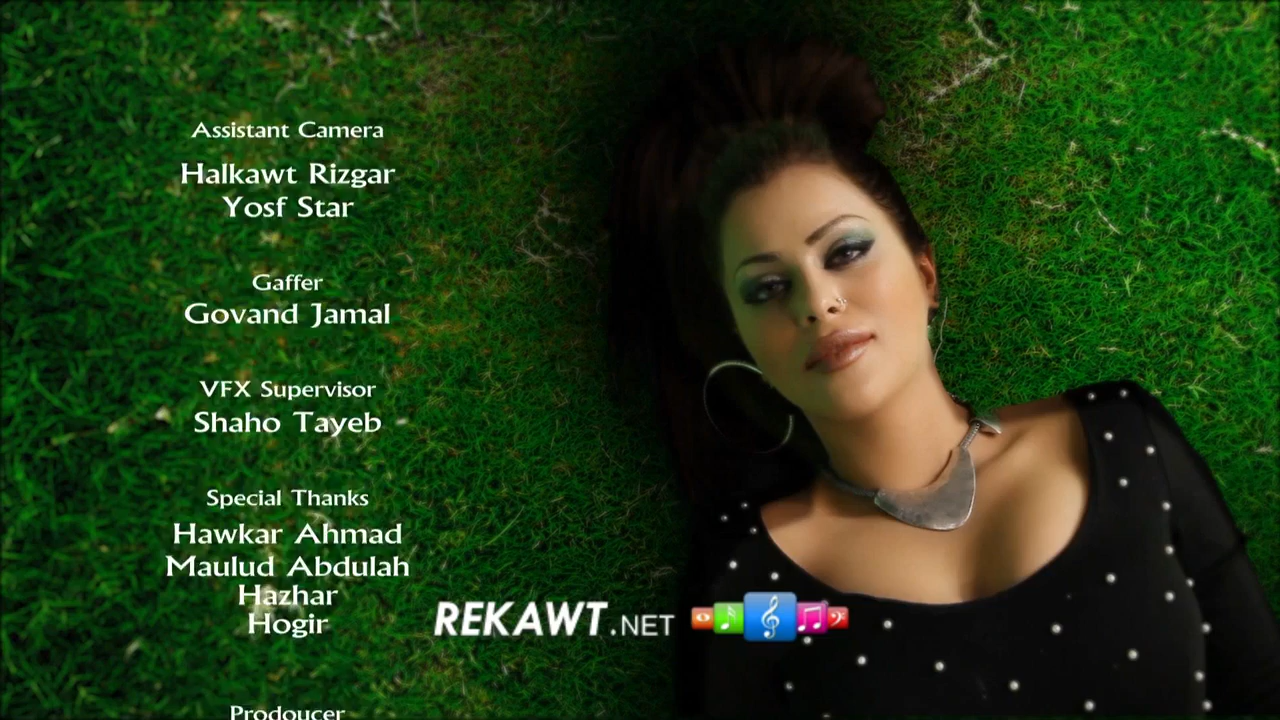 Assistant Camera
Halkawt Rizgar
Yosf Star
Gaffer
Govand Jamal
VFX Supervisor
Shaho Tayeb
Special Thanks
Hawkar Ahmad
Maulud Abdulah
Hazhar
Hogir
REKAWT.NET
Prodoucer